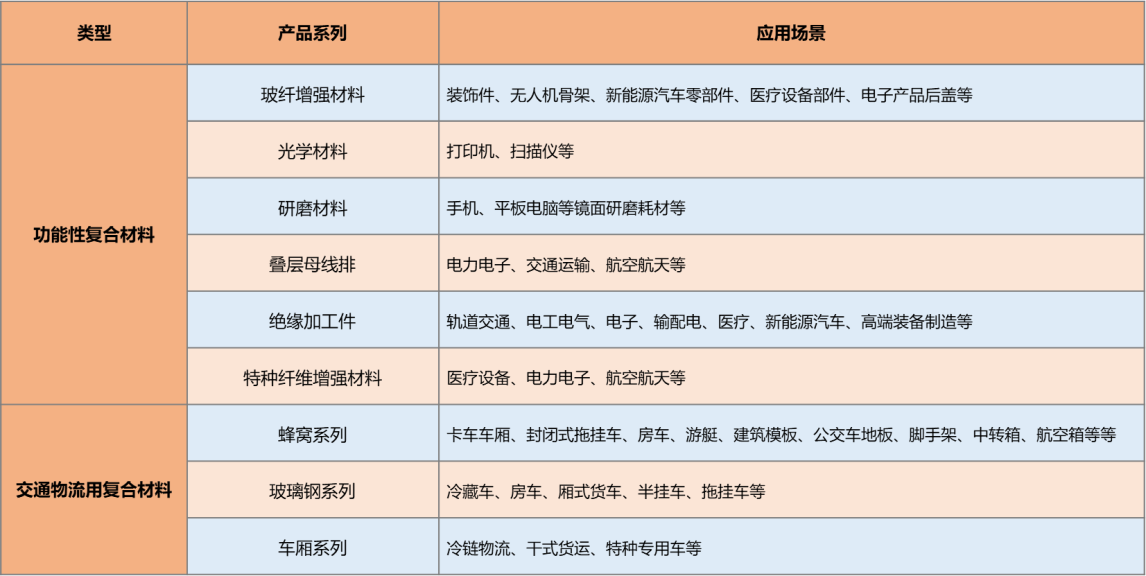 类型 产品系列 应用场景
功能性复合材料
玻纤增强材料 装饰件、无人机骨架、新能源汽车零部件、医疗设备部件、电子产品后盖等
光学材料 打印机、扫描仪等
研磨材料 手机、平板电脑等镜面研磨耗材等
叠层母线排 电力电子、交通运输、航空航天等
绝缘加工件 轨道交通、电工电气、电子、输配电、医疗、新能源汽车、高端装备制造等
特种纤维增强材料 医疗设备、电力电子、航空航天等
交通物流用复合材料
蜂窝系列 卡车车厢、封闭式拖挂车、房车、游艇、建筑模板、公交车地板、脚手架、中转箱、航空箱等等
玻璃钢系列 冷藏车、房车、厢式货车、半挂车、拖挂车等
车厢系列 冷链物流、干式货运、特种专用车等